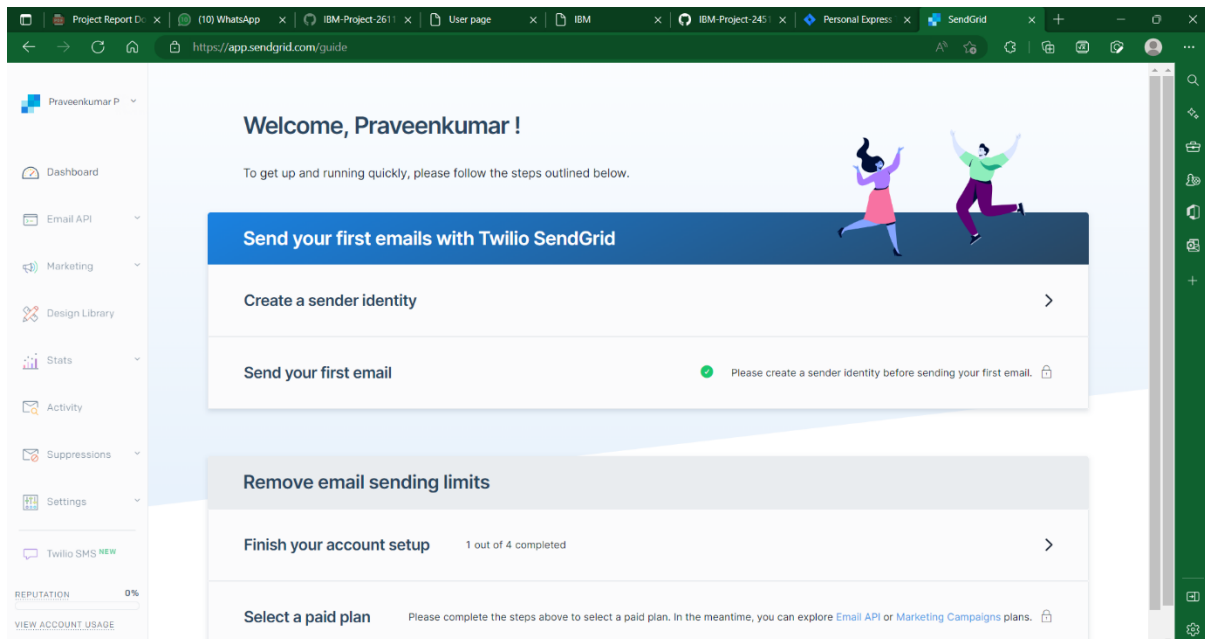 Project Report Do
(10) WhatsApp
IBM-Project-2611
User page
IBM
IBM-Project-2451
Personal Express
SendGrid
https://app.sendgrid.com/guide
Praveenkumar P
Dashboard
Email API
Marketing
Design Library
Stats
Activity
Suppressions
Settings
Twilio SMS NEW
REPUTATION 0%
VIEW ACCOUNT USAGE
Welcome, Praveenkumar !
To get up and running quickly, please follow the steps outlined below.
Send your first emails with Twilio SendGrid
Create a sender identity
Send your first email Please create a sender identity before sending your first email.
Remove email sending limits
Finish your account setup 1 out of 4 completed
Select a paid plan Please complete the steps above to select a paid plan. In the meantime, you can explore Email API or Marketing Campaigns plans.